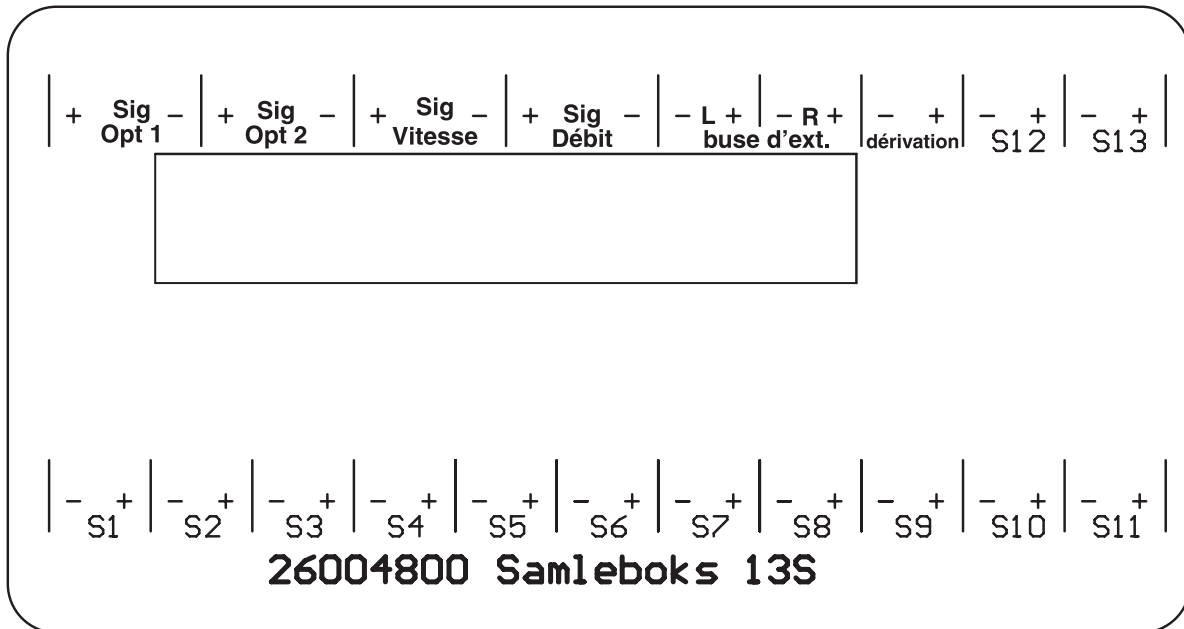 + Sig - + Sig - + Sig - + Sig - - L + - R + - + - + - +
Opt 1 Opt 2 Vitesse Débit buse d'ext. dérivation S12 S13
- + - + - + - + - + - + - + - + - + - + - +
S1 S2 S3 S4 S5 S6 S7 S8 S9 S10 S11
26004800 Samleboks 13S